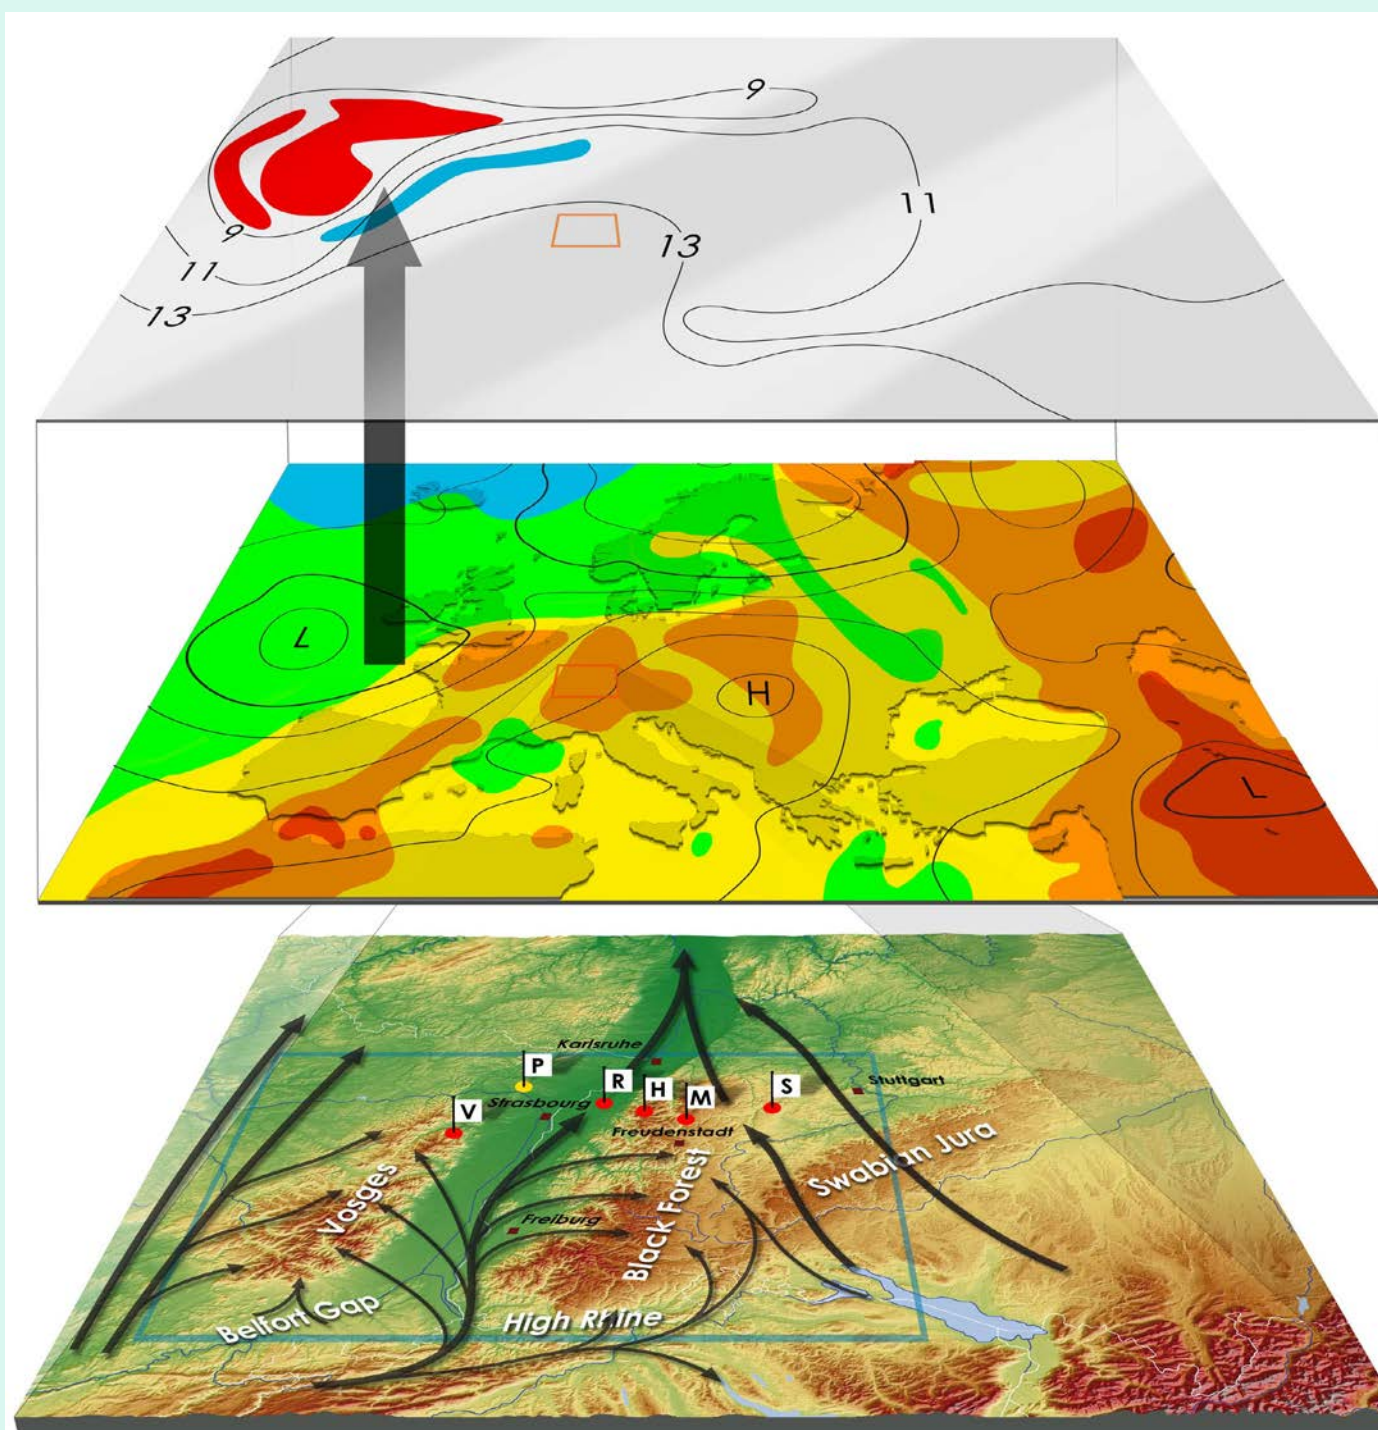 9
11
9
13
11
13
L
H
L
Karlsruhe
P
R
H
M
S
Stuttgart
V
Strasbourg
Freudenstadt
Swabian Jura
Vosges
Black Forest
Freiburg
Belfort Gap
High Rhine